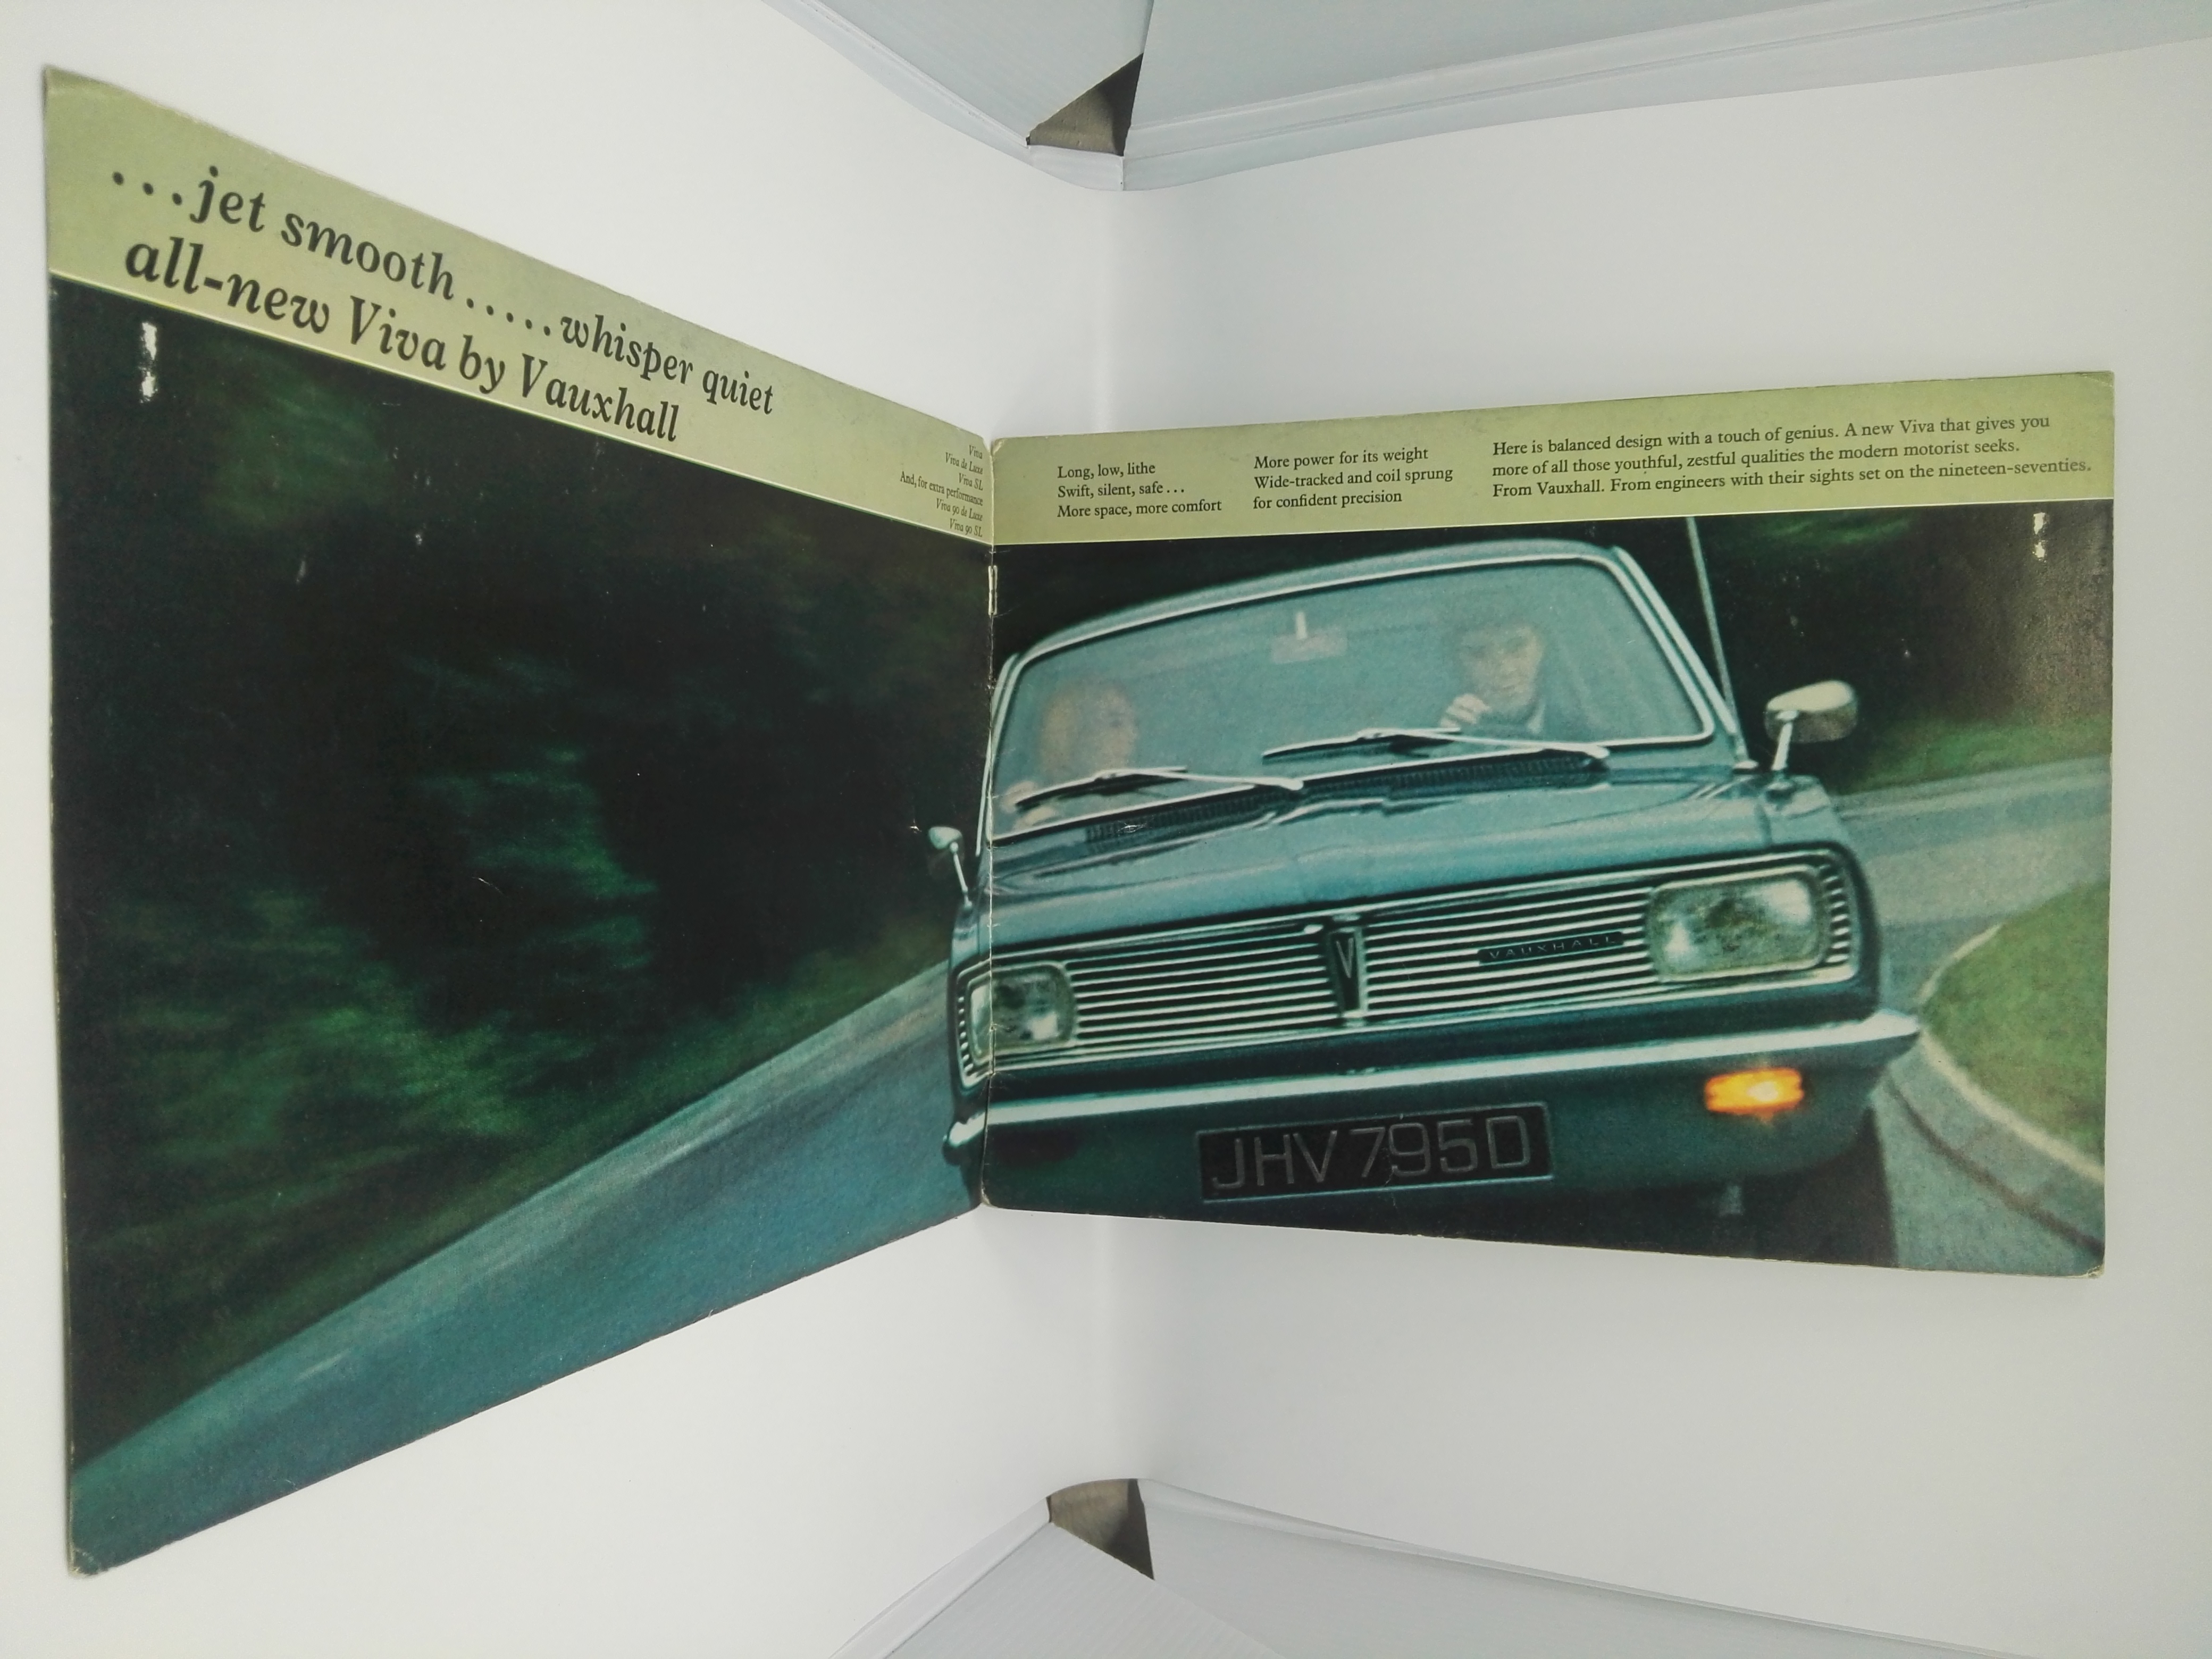 ...jet smooth.....whisper quiet
all-new Viva by Vauxhall
Viva
Viva de Luxe
Viva SL
And, for extra performance
Viva 90 de Luxe
Viva 90 SL
Long, low, lithe
Swift, silent, safe...
More space, more comfort
More power for its weight
Wide-tracked and coil sprung
for confident precision
Here is balanced design with a touch of genius. A new Viva that gives you
more of all those youthful, zestful qualities the modern motorist seeks.
From Vauxhall. From engineers with their sights set on the nineteen-seventies.
V
VAUXHALL
JHV 795D